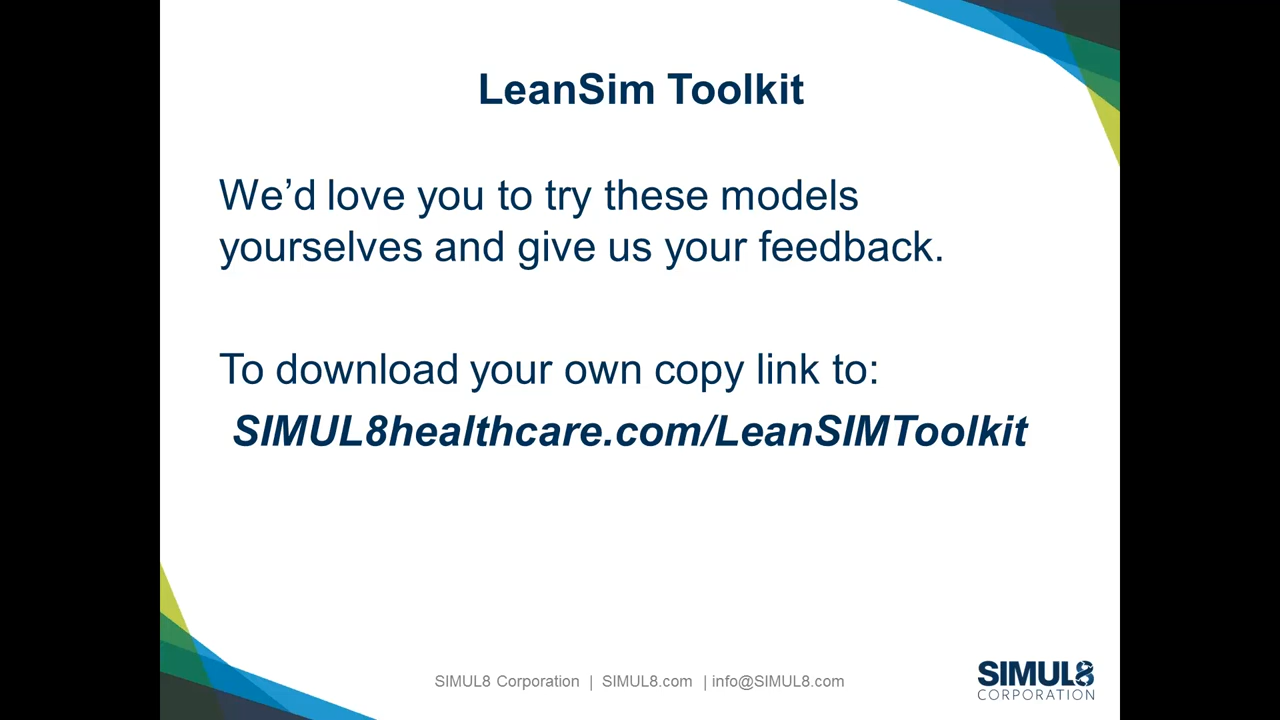 LeanSim Toolkit
We’d love you to try these models
yourselves and give us your feedback.
To download your own copy link to:
SIMUL8healthcare.com/LeanSIMToolkit
SIMUL8 Corporation | SIMUL8.com | info@SIMUL8.com
SIMUL8
CORPORATION